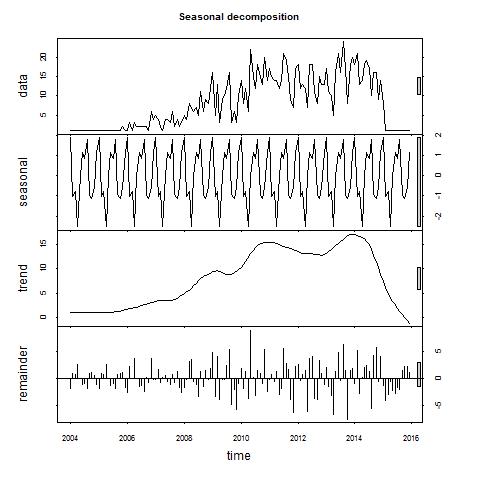 Seasonal decomposition
data
5 10 15 20
seasonal
-2 -1 0 1 2
trend
0 5 10 15
remainder
-5 0 5
2004 2006 2008 2010 2012 2014 2016
time